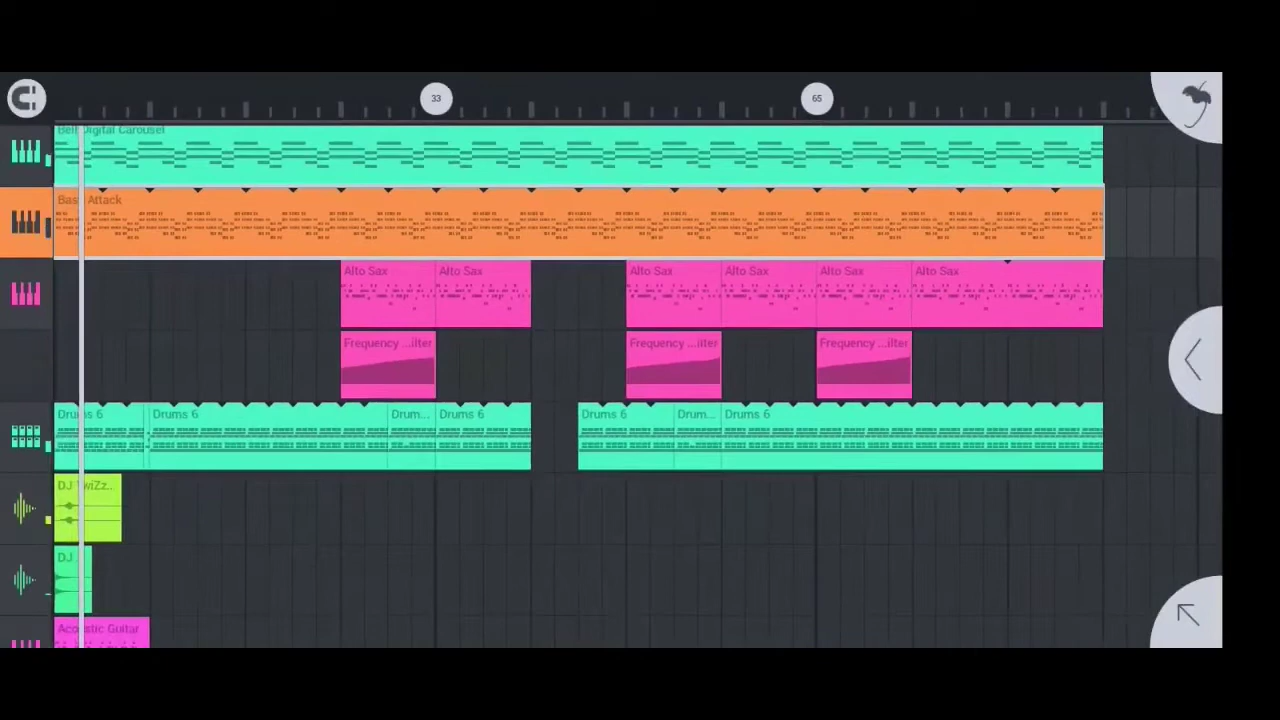 33 65
Bell Digital Carousel
Bass Attack
Alto Sax Alto Sax Alto Sax Alto Sax Alto Sax Alto Sax
Frequency ...ilter Frequency ...ilter Frequency ...ilter
Drums 6 Drums 6 Drum... Drums 6 Drums 6 Drum... Drums 6
DJ TwiZz..
DJ
Acoustic Guitar